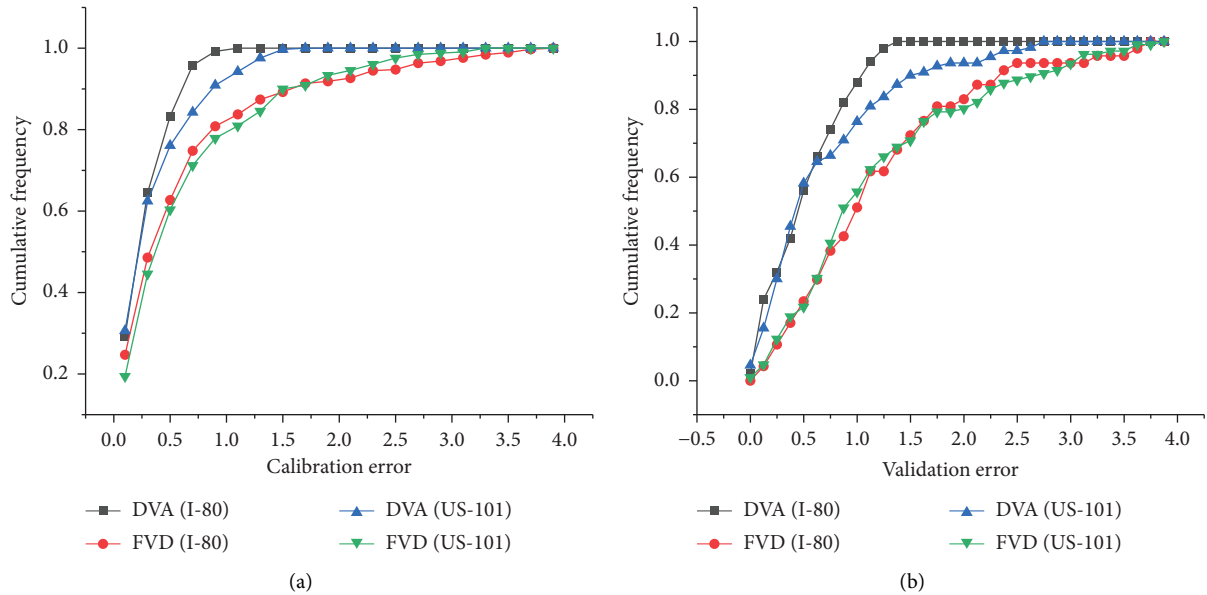 Cumulative frequency
1.0
0.8
0.6
0.4
0.2
0.0 0.5 1.0 1.5 2.0 2.5 3.0 3.5 4.0
Calibration error
DVA (I-80) DVA (US-101)
FVD (I-80) FVD (US-101)
(a)
Cumulative frequency
1.0
0.8
0.6
0.4
0.2
0.0
−0.5 0.0 0.5 1.0 1.5 2.0 2.5 3.0 3.5 4.0
Validation error
DVA (I-80) DVA (US-101)
FVD (I-80) FVD (US-101)
(b)